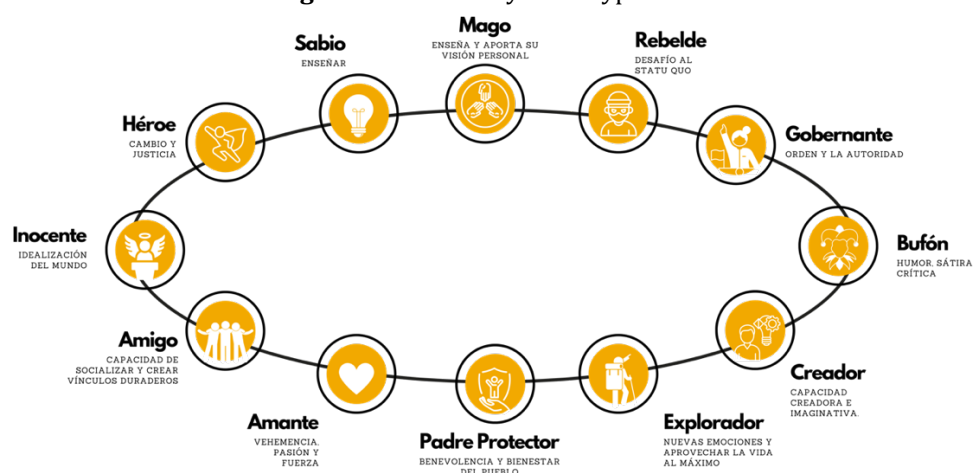 Mago
ENSEÑA Y APORTA SU
VISIÓN PERSONAL
Sabio
ENSEÑAR
Rebelde
DESAFÍO AL
STATU QUO
Héroe
CAMBIO Y
JUSTICIA
Gobernante
ORDEN Y LA AUTORIDAD
Inocente
IDEALIZACIÓN
DEL MUNDO
Bufón
HUMOR, SÁTIRA
CRÍTICA
Amigo
CAPACIDAD DE
SOCIALIZAR Y CREAR
VÍNCULOS DURADEROS
Creador
CAPACIDAD
CREADORA E
IMAGINATIVA.
Amante
VEHEMENCIA,
PASIÓN Y
FUERZA
Padre Protector
BENEVOLENCIA Y BIENESTAR
DEL PUEBLO
Explorador
NUEVAS EMOCIONES Y
APROVECHAR LA VIDA
AL MÁXIMO